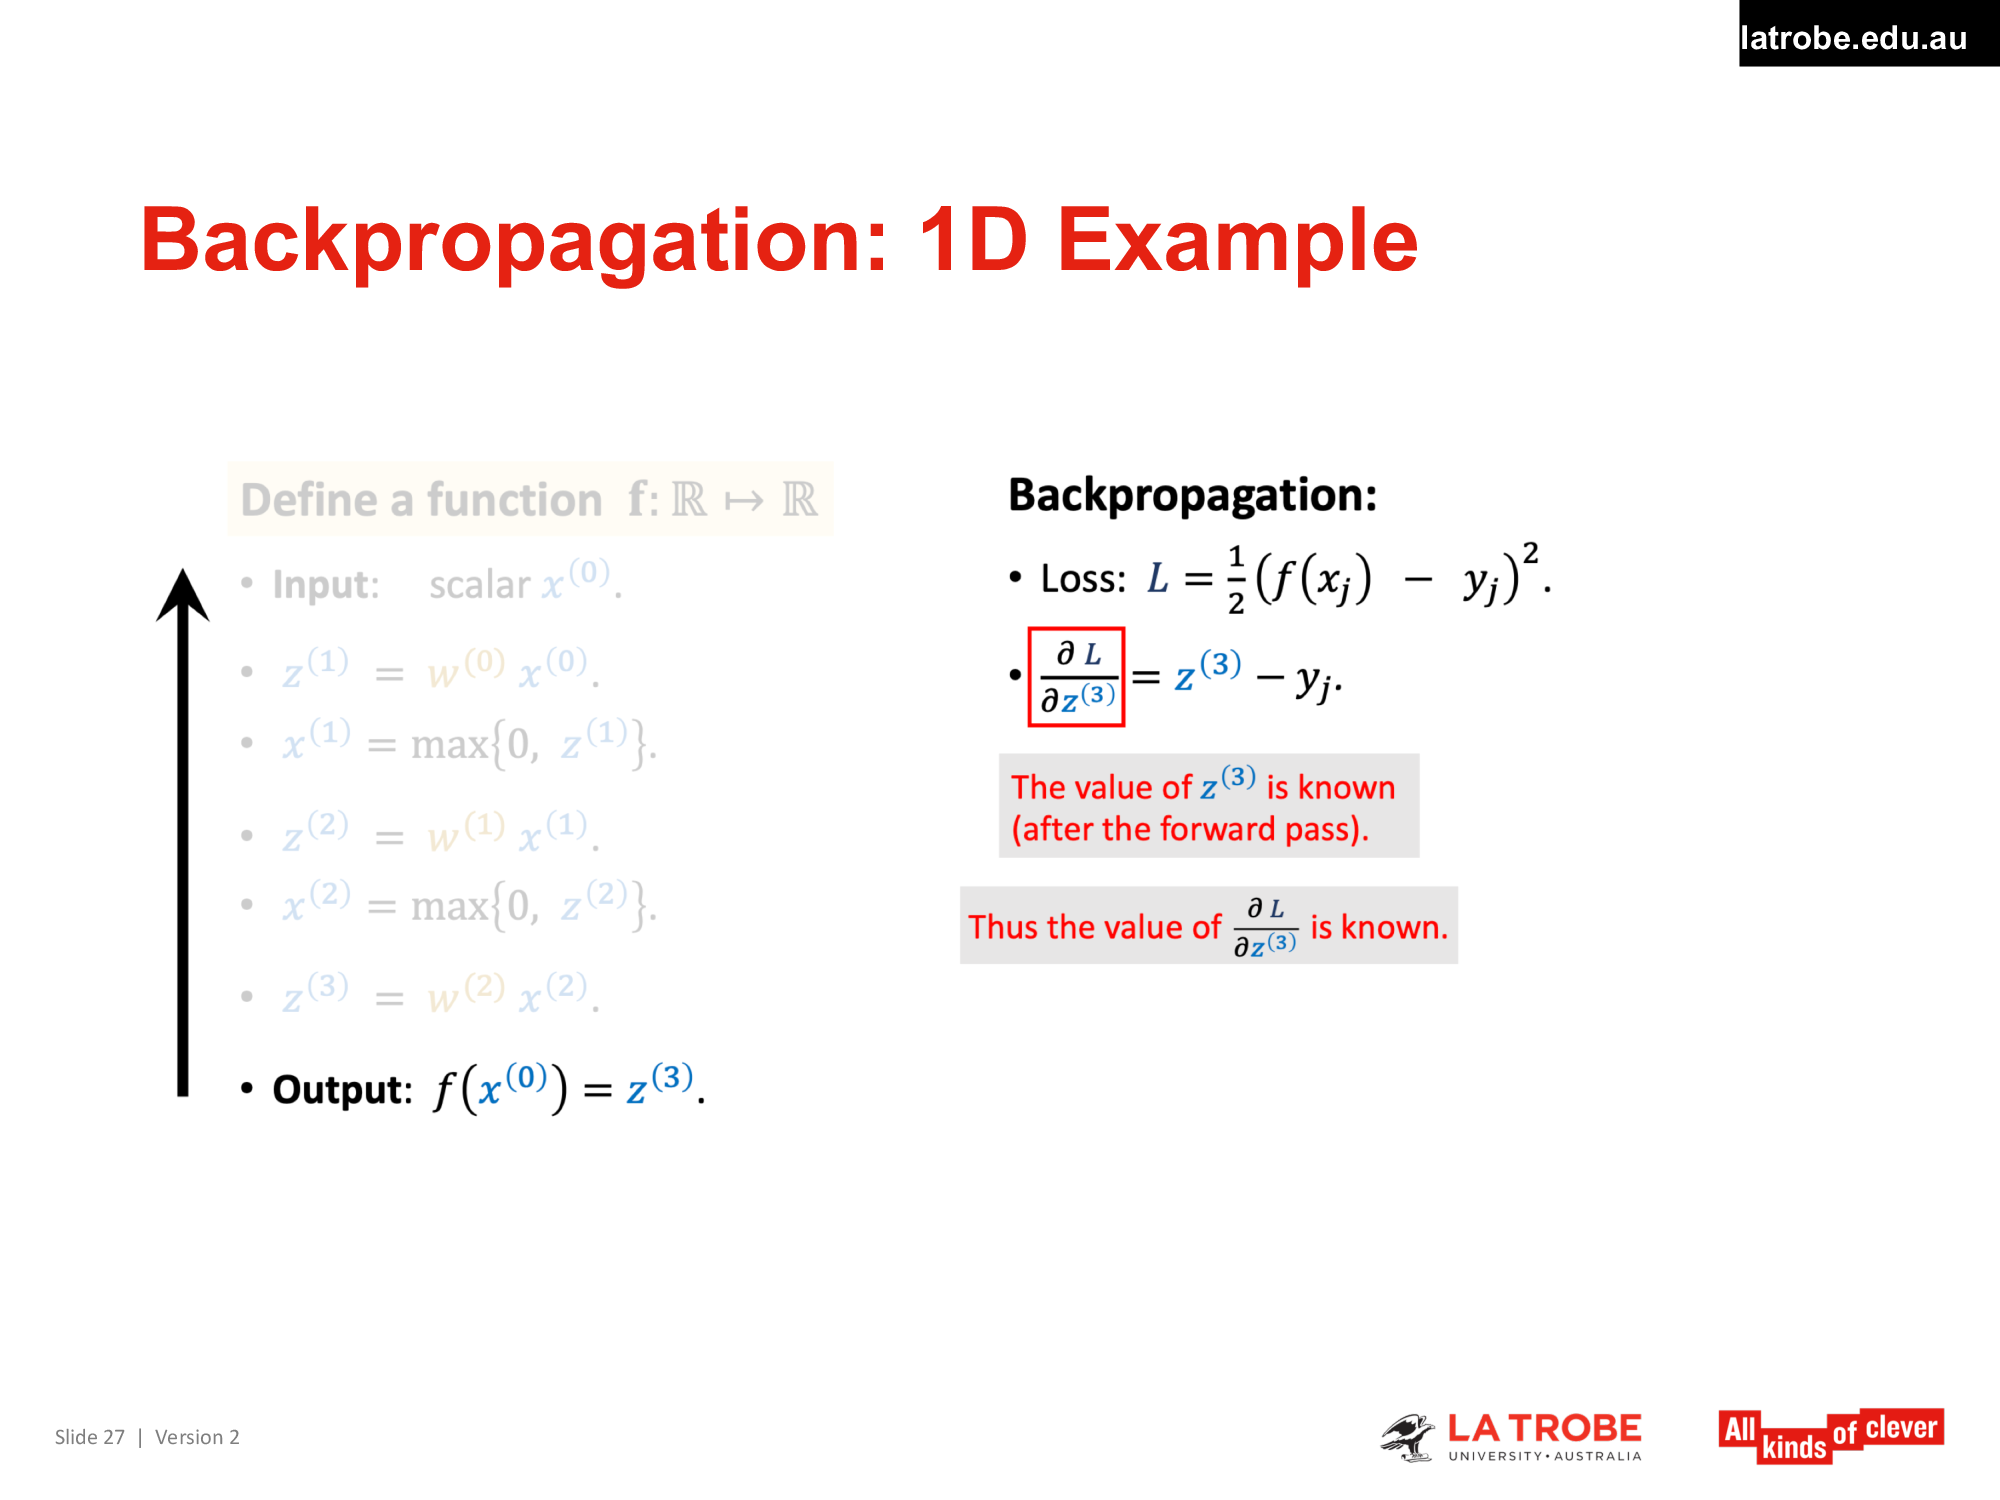 latrobe.edu.au
Backpropagation: 1D Example
Define a function f: ℝ ↦ ℝ
• Input: scalar x^(0).
• z^(1) = w^(0) x^(0).
• x^(1) = max{0, z^(1)}.
• z^(2) = w^(1) x^(1).
• x^(2) = max{0, z^(2)}.
• z^(3) = w^(2) x^(2).
• Output: f(x^(0)) = z^(3).
Backpropagation:
• Loss: L = 1/2 (f(x_j) − y_j)^2.
• ∂L/∂z^(3) = z^(3) − y_j.
The value of z^(3) is known
(after the forward pass).
Thus the value of ∂L/∂z^(3) is known.
Slide 27 | Version 2
LA TROBE
UNIVERSITY • AUSTRALIA
All kinds of clever